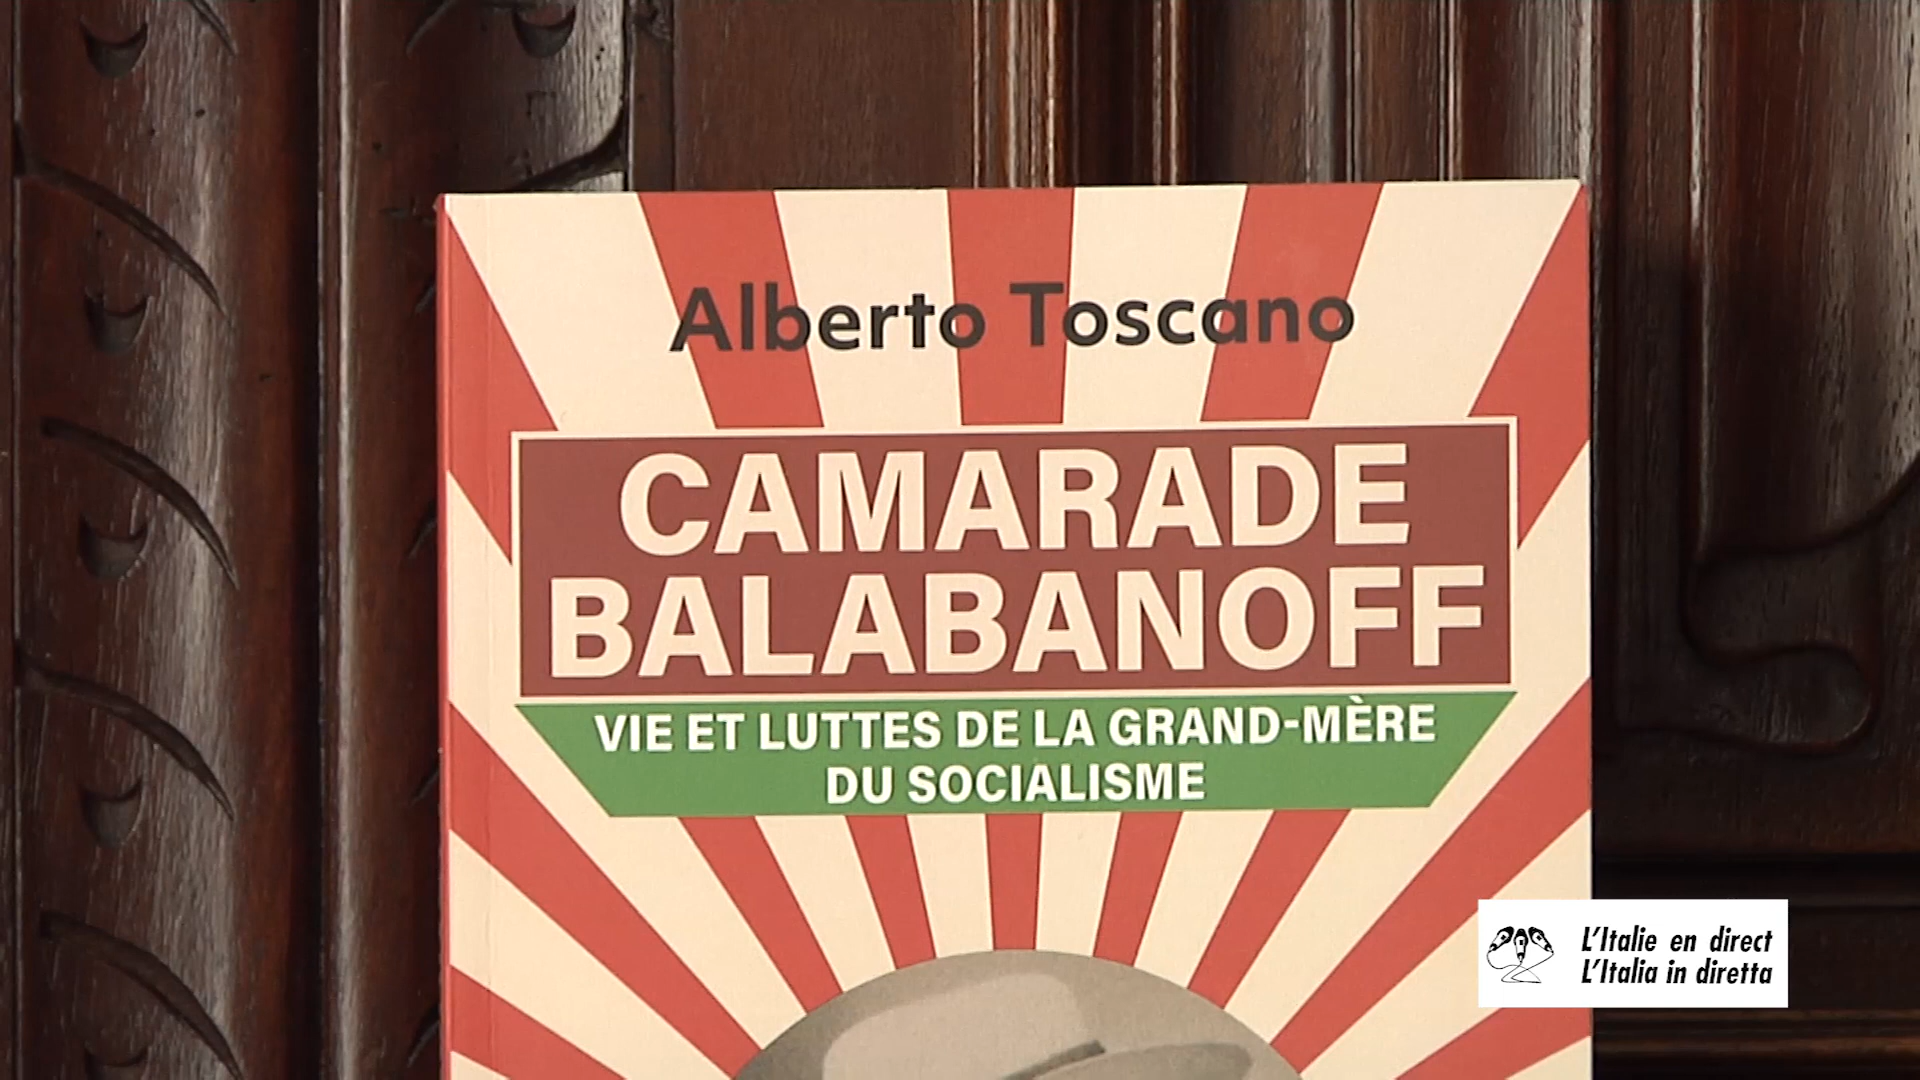 Alberto Toscano
CAMARADE
BALABANOFF
VIE ET LUTTES DE LA GRAND-MÈRE
DU SOCIALISME
L'Italie en direct
L'Italia in diretta